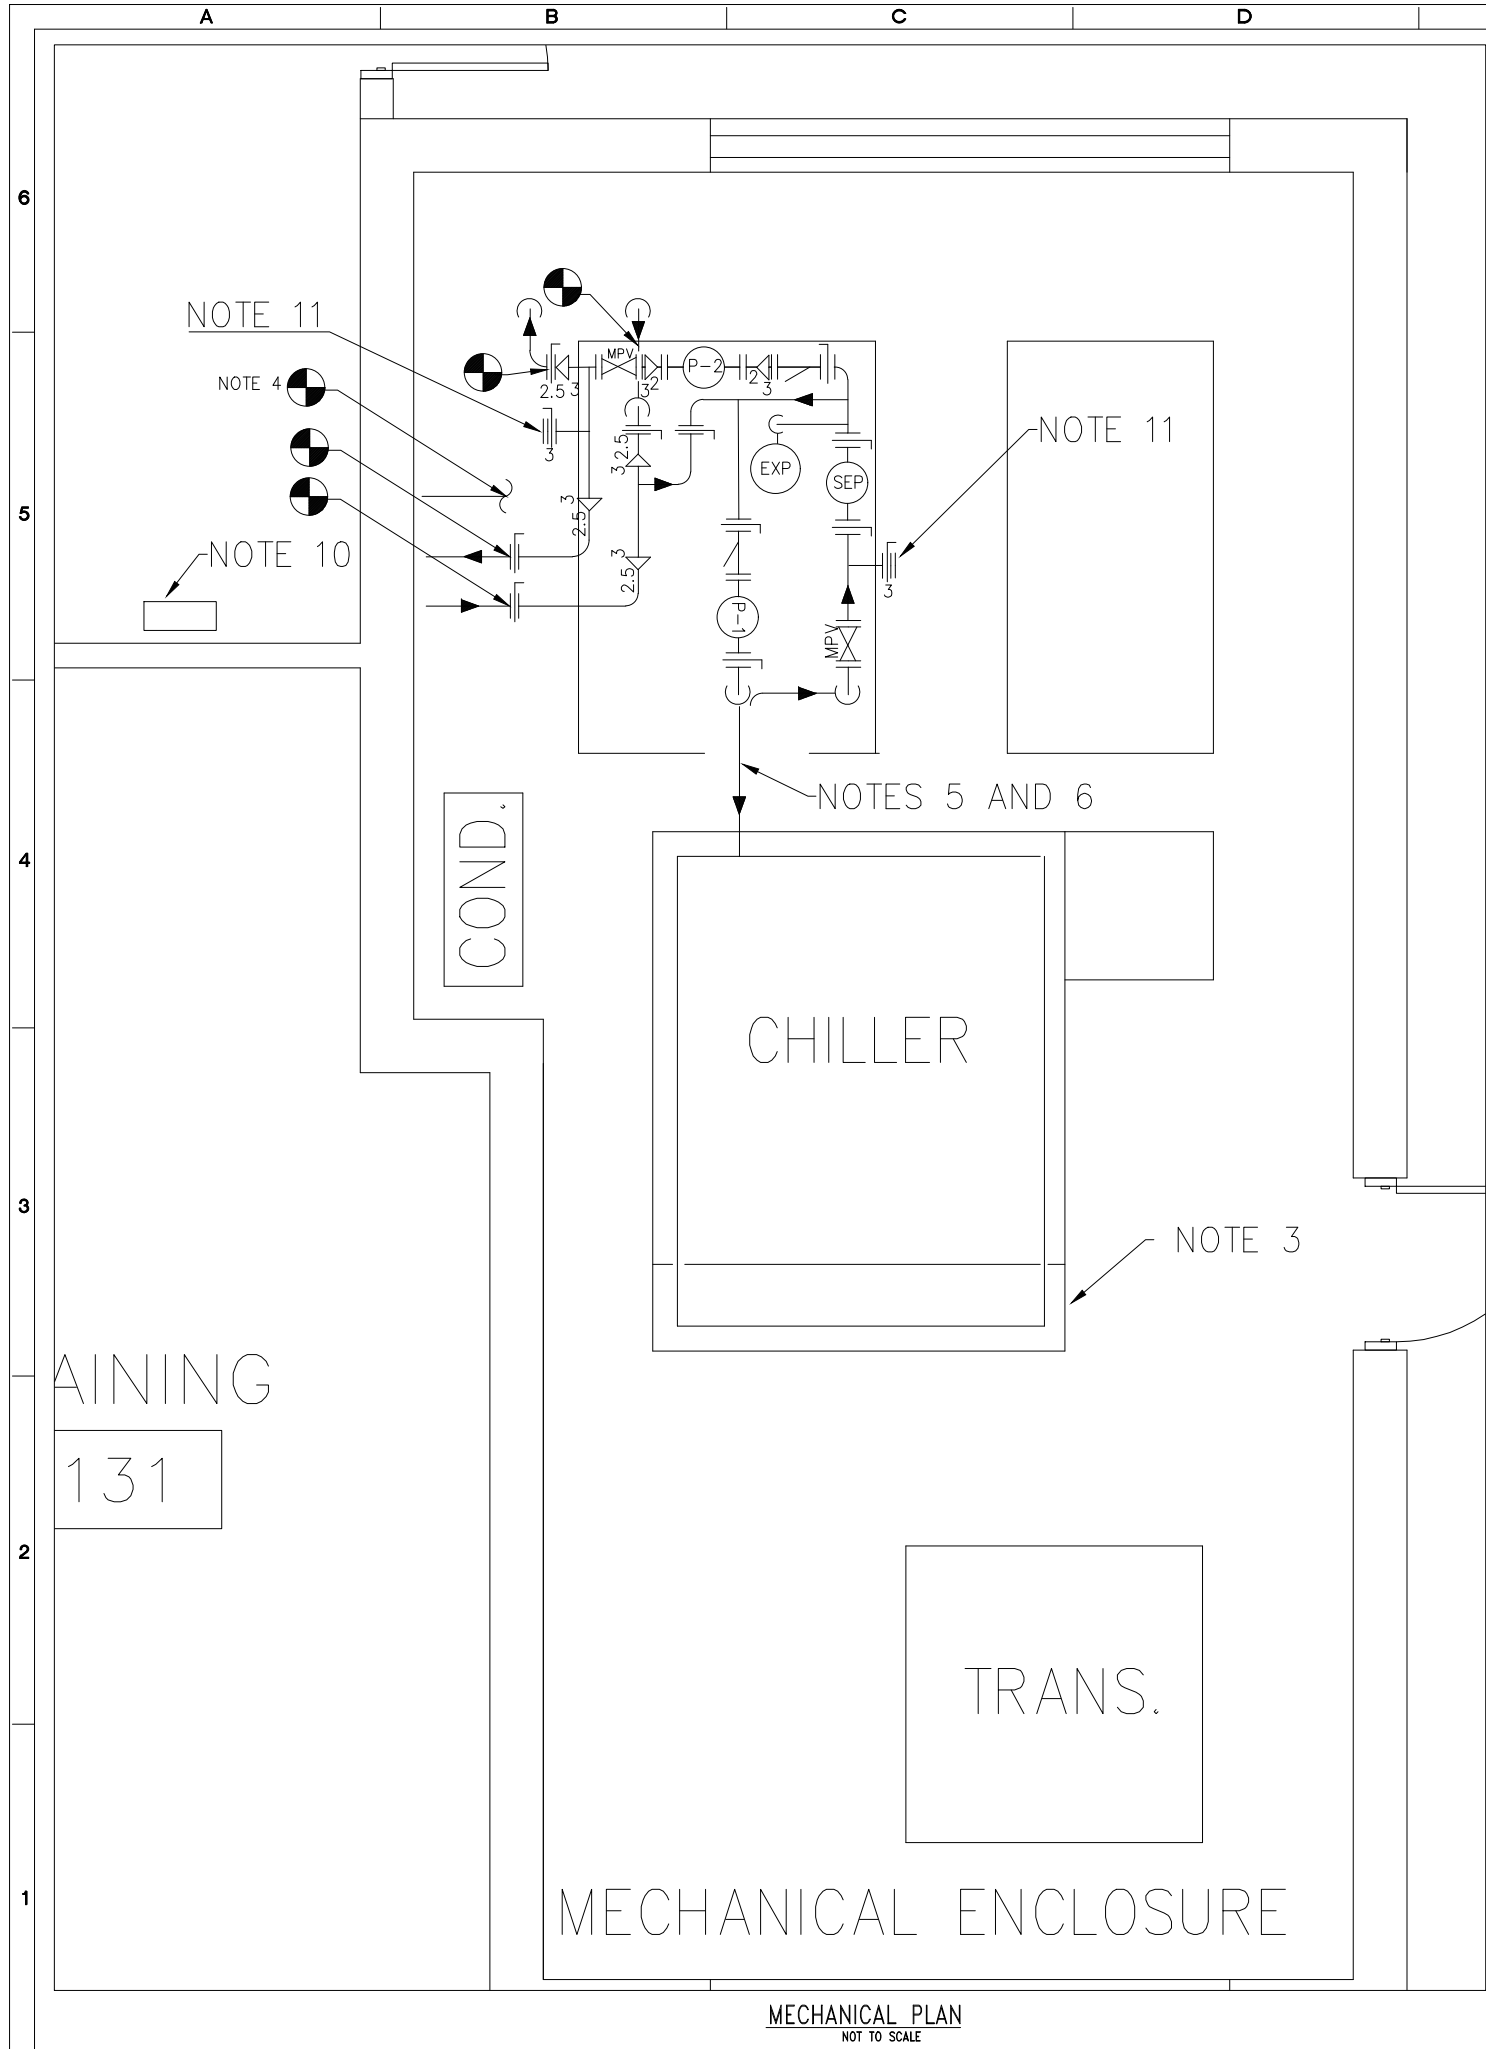 A B C D
6
NOTE 11
MPV
P-2
2.5 3
3 2
2 3
NOTE 4
NOTE 11
3
3 2.5
EXP
SEP
5
3
2.5
3
2.5
NOTE 10
3
P-1
MPV
NOTES 5 AND 6
4
COND.
CHILLER
3
NOTE 3
AINING
131
2
TRANS.
1
MECHANICAL ENCLOSURE
MECHANICAL PLAN
NOT TO SCALE